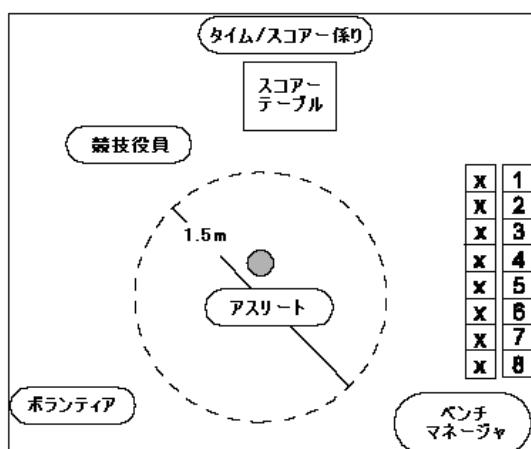 タイム/スコアー係り
スコアー
テーブル
競技役員
1.5m
アスリート
x 1
x 2
x 3
x 4
x 5
x 6
x 7
x 8
ボランティア
ベンチ
マネージャ